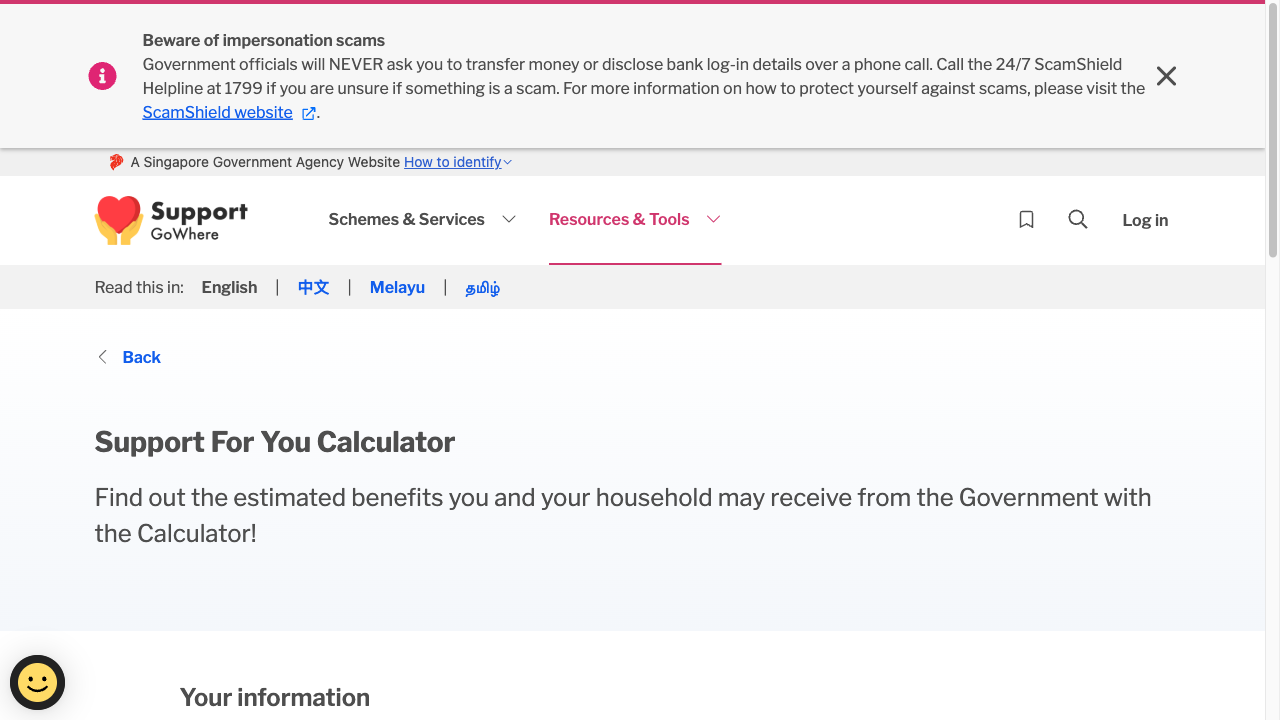 Beware of impersonation scams
Government officials will NEVER ask you to transfer money or disclose bank log-in details over a phone call. Call the 24/7 ScamShield
Helpline at 1799 if you are unsure if something is a scam. For more information on how to protect yourself against scams, please visit the
ScamShield website .
A Singapore Government Agency Website How to identify
Support
GoWhere
Schemes & Services
Resources & Tools
Log in
Read this in: English | 中文 | Melayu | தமிழ்
Back
Support For You Calculator
Find out the estimated benefits you and your household may receive from the Government with
the Calculator!
Your information